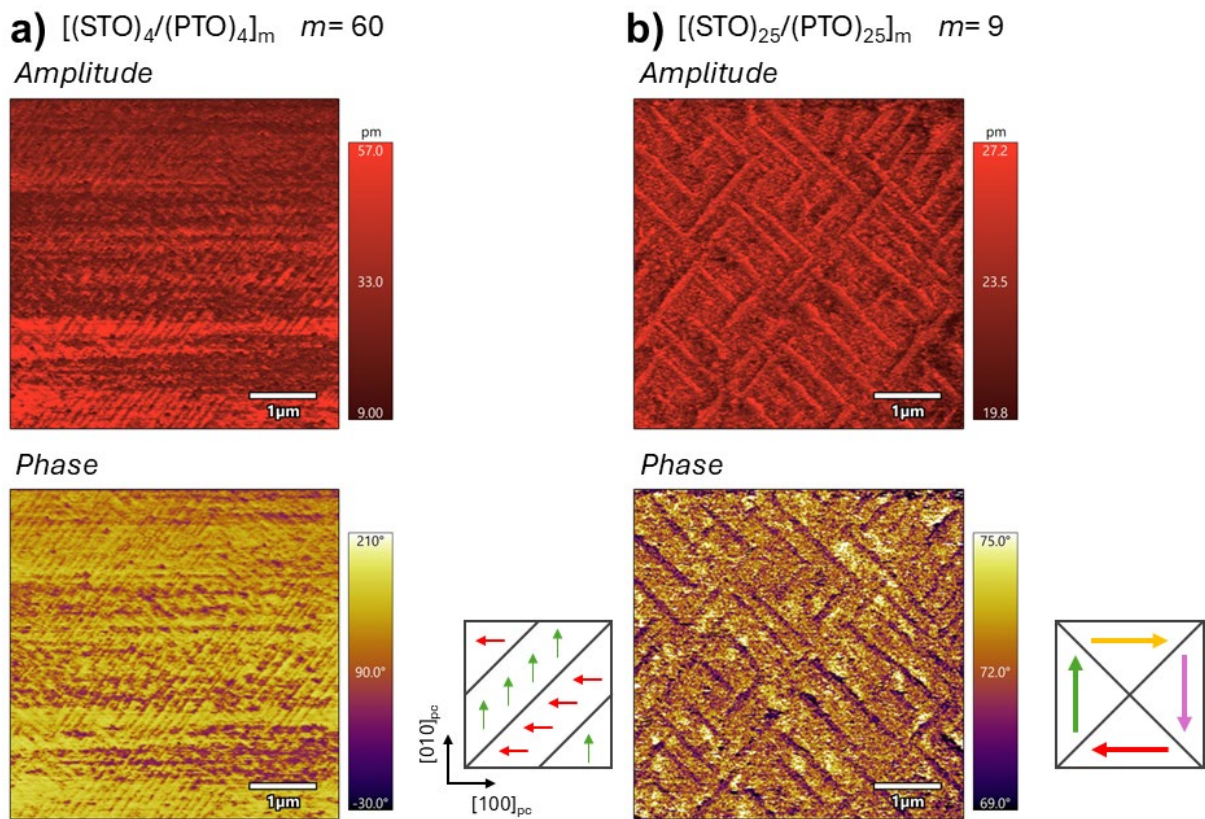 a) [(STO)₄/(PTO)₄]ₘ m= 60
Amplitude
pm
57.0
33.0
9.00
1µm
Phase
210°
90.0°
-30.0°
1µm
[010]pc
[100]pc
b) [(STO)₂₅/(PTO)₂₅]ₘ m= 9
Amplitude
pm
27.2
23.5
19.8
1µm
Phase
75.0°
72.0°
69.0°
1µm